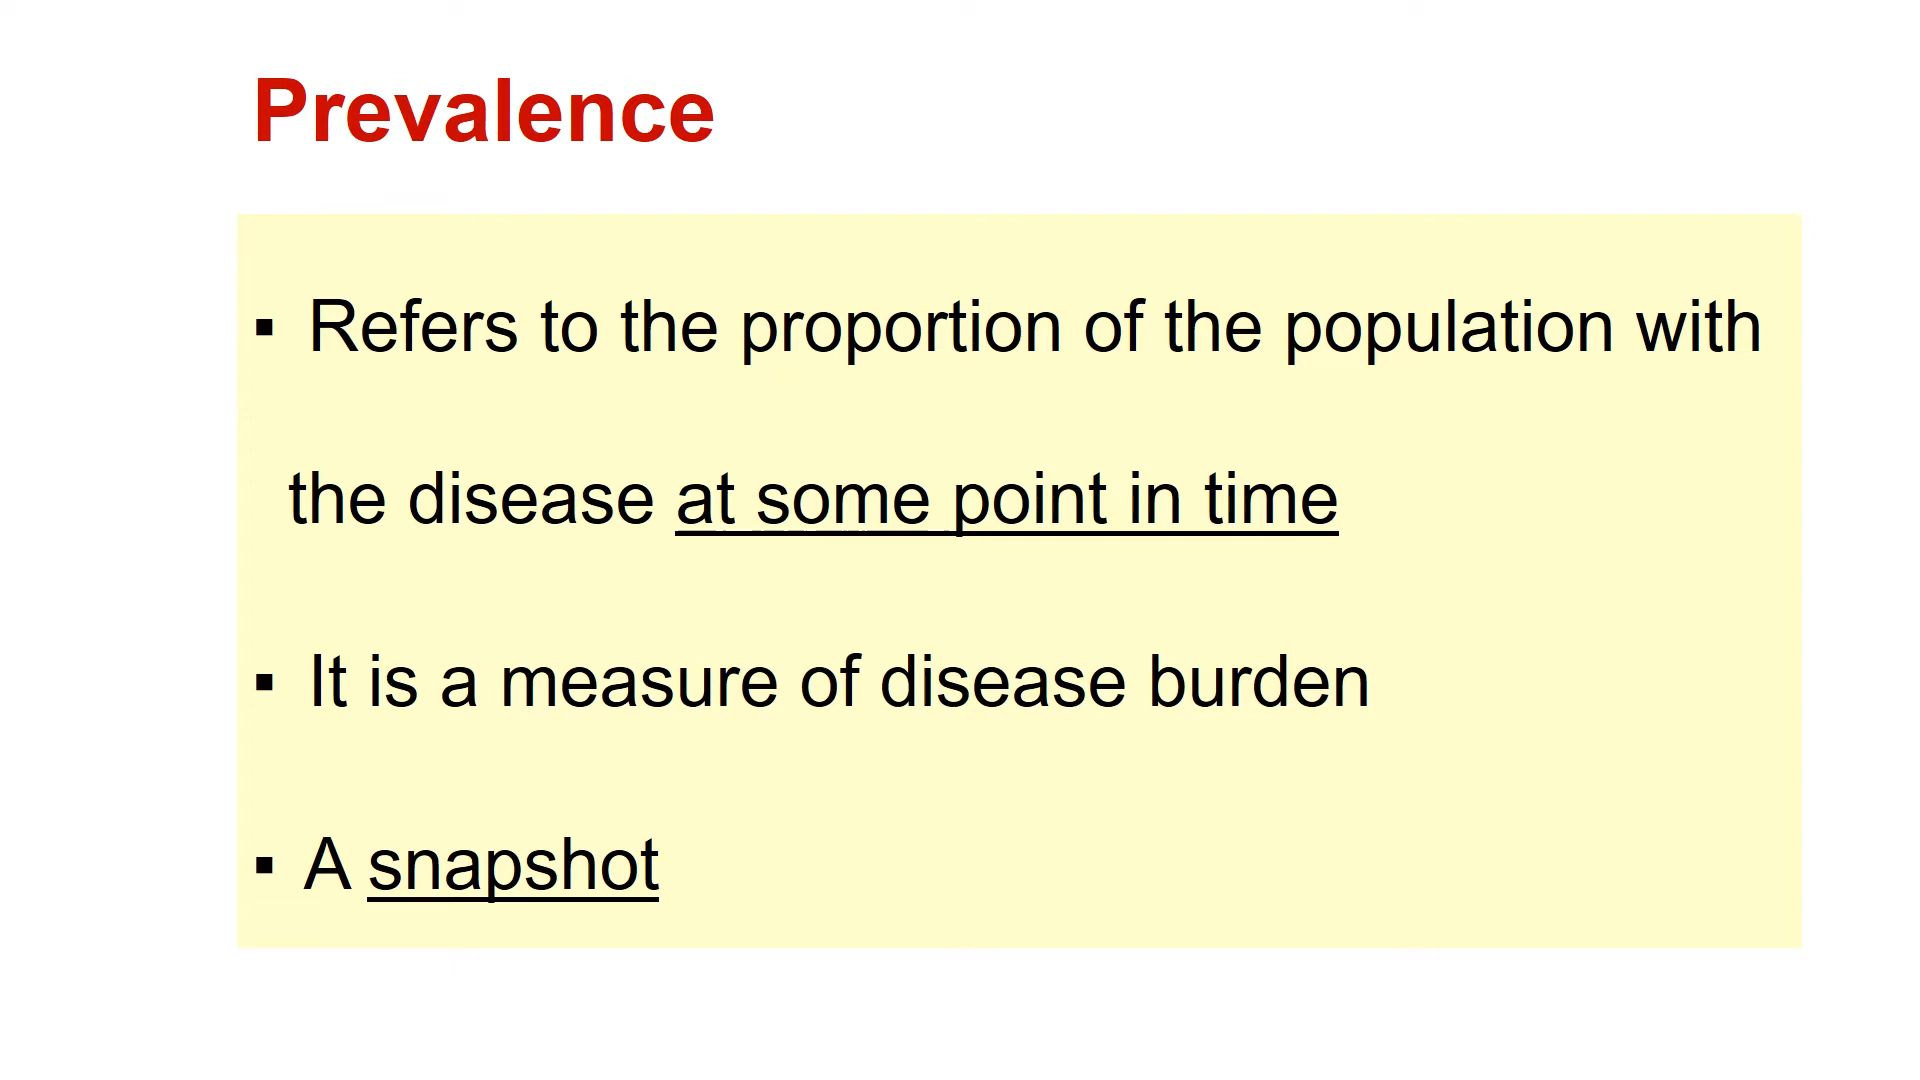 Prevalence
▪ Refers to the proportion of the population with
the disease at some point in time
▪ It is a measure of disease burden
▪ A snapshot